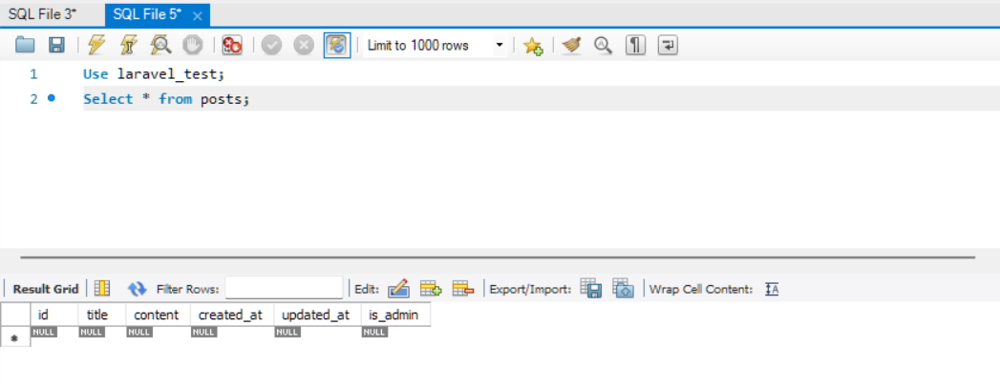 SQL File 3* SQL File 5*
Limit to 1000 rows
1 Use laravel_test;
2 Select * from posts;
Result Grid Filter Rows: Edit: Export/Import: Wrap Cell Content:
id title content created_at updated_at is_admin
NULL NULL NULL NULL NULL NULL